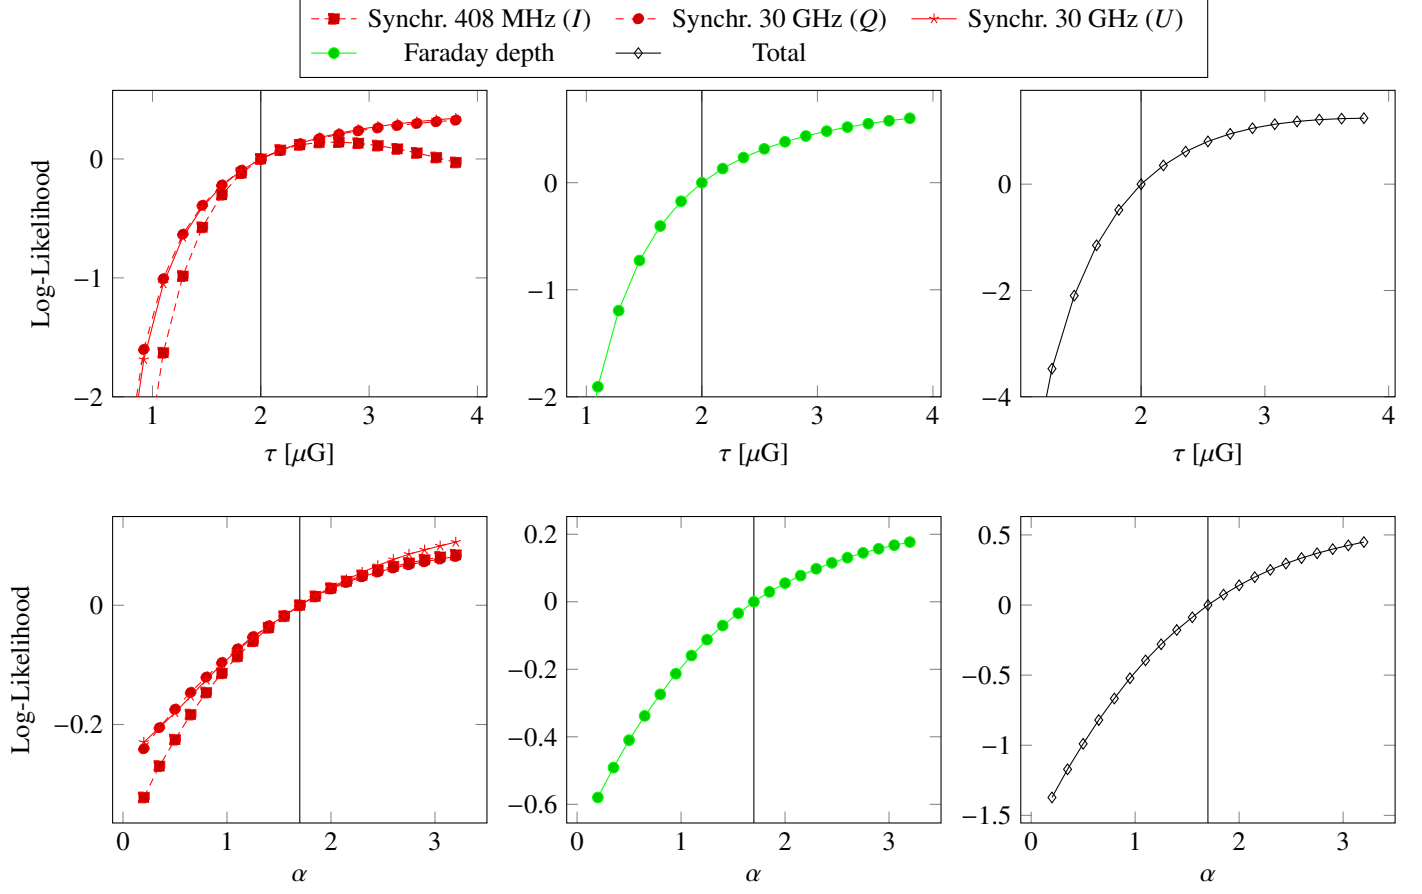 Synchr. 408 MHz (I) Synchr. 30 GHz (Q) Synchr. 30 GHz (U)
Faraday depth Total
0
−1
−2
1 2 3 4
τ [μG]
Log-Likelihood
0
−1
−2
1 2 3 4
τ [μG]
0
−2
−4
2 3 4
τ [μG]
0
−0.2
0 1 2 3
α
Log-Likelihood
0.2
0
−0.2
−0.4
−0.6
0 1 2 3
α
0.5
0
−0.5
−1
−1.5
0 1 2 3
α